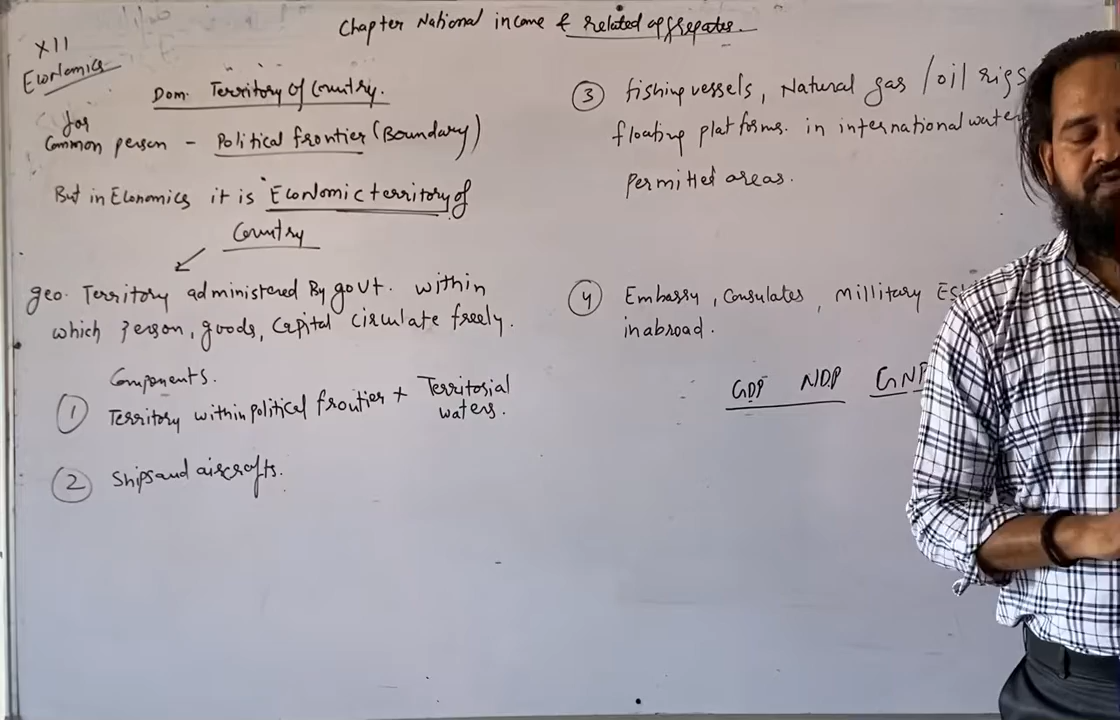 Chapter National income & related aggregates.
XII
Economics
Dom. Territory of Country.
for
Common person - Political frontier (Boundary)
But in Economics it is Economic territory of
Country
geo. Territory administered By govt. within
which person, goods, Capital circulate freely.
Components.
① Territory within political frontier + Territorial
waters.
② Ships and aircrafts.
③ fishing vessels, Natural gas / oil rigs
floating platforms. in international water
Permitted areas.
④ Embassy, Consulates, Millitary
in abroad.
GDP NDP GNP